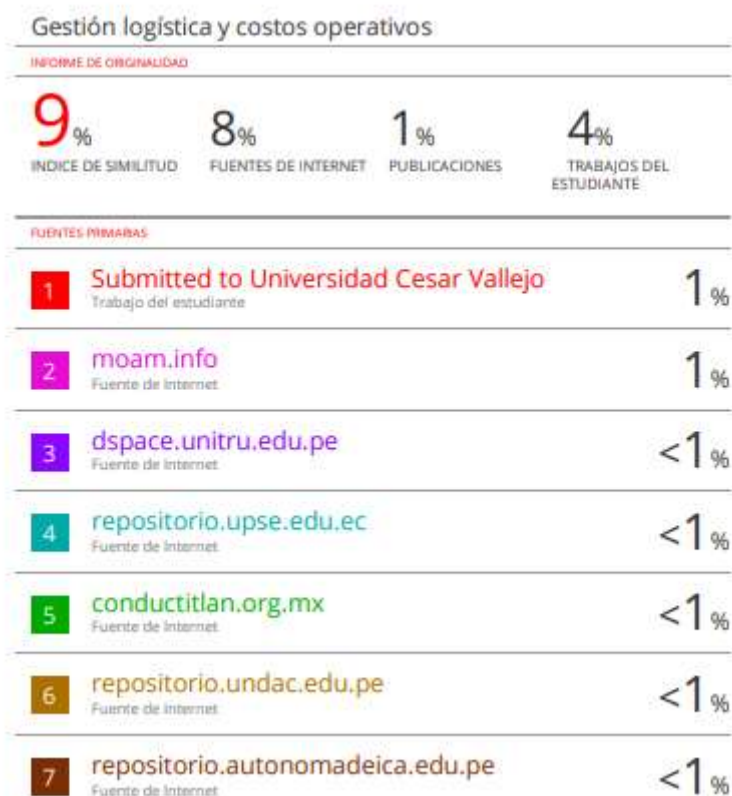 Gestión logística y costos operativos
INFORME DE ORIGINALIDAD
9%
INDICE DE SIMILITUD
8%
FUENTES DE INTERNET
1%
PUBLICACIONES
4%
TRABAJOS DEL
ESTUDIANTE
FUENTES PRIMARIAS
1
Submitted to Universidad Cesar Vallejo
Trabajo del estudiante
1%
2
moam.info
Fuente de Internet
1%
3
dspace.unitru.edu.pe
Fuente de Internet
<1%
4
repositorio.upse.edu.ec
Fuente de Internet
<1%
5
conductitlan.org.mx
Fuente de Internet
<1%
6
repositorio.undac.edu.pe
Fuente de Internet
<1%
7
repositorio.autonomadeica.edu.pe
Fuente de Internet
<1%